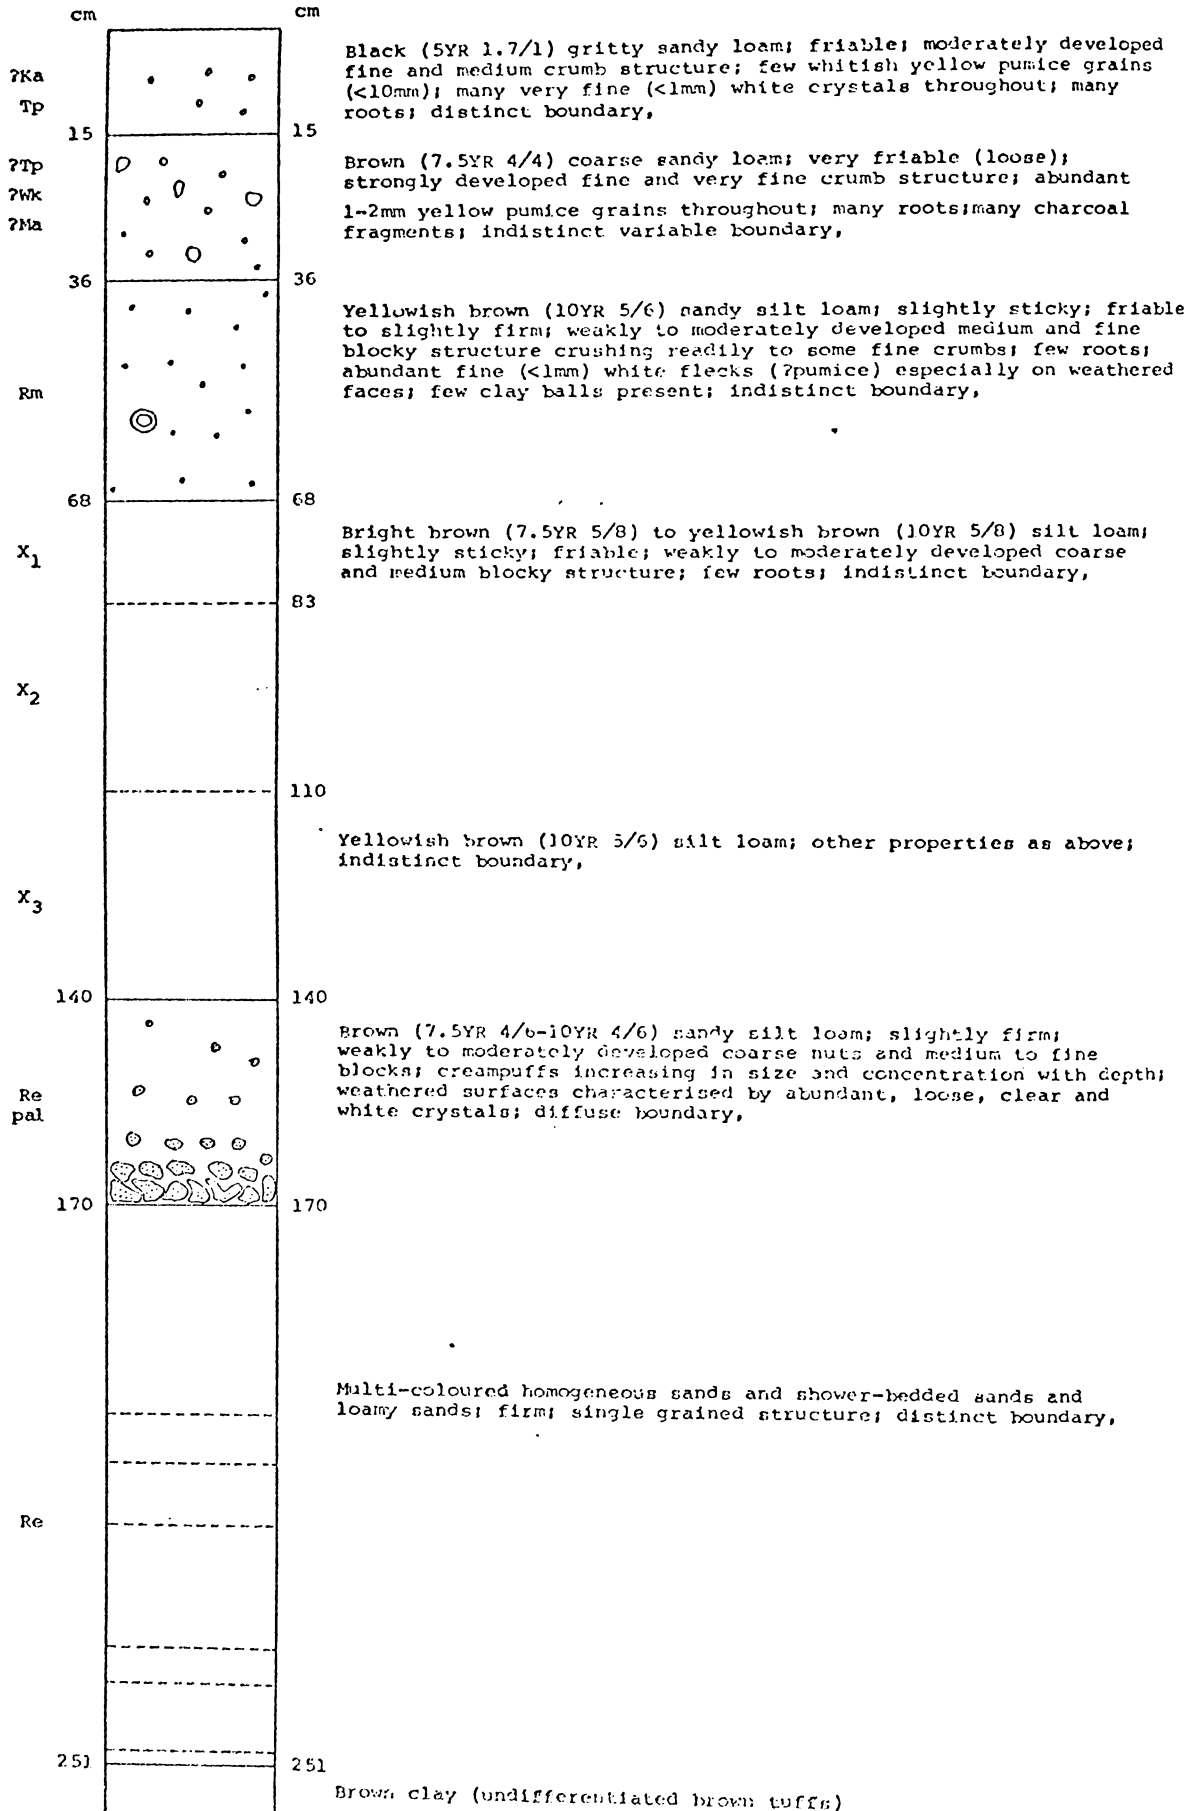 cm cm
Black (5YR 1.7/1) gritty sandy loam; friable; moderately developed
?Ka fine and medium crumb structure; few whitish yellow pumice grains
(<10mm); many very fine (<1mm) white crystals throughout; many
Tp roots; distinct boundary,
15 15
?Tp Brown (7.5YR 4/4) coarse sandy loam; very friable (loose);
strongly developed fine and very fine crumb structure; abundant
?Wk
1-2mm yellow pumice grains throughout; many roots;many charcoal
?Ma fragments; indistinct variable boundary,
36 36
Yellowish brown (10YR 5/6) sandy silt loam; slightly sticky; friable
to slightly firm; weakly to moderately developed medium and fine
blocky structure crushing readily to some fine crumbs; few roots;
abundant fine (<1mm) white flecks (?pumice) especially on weathered
Rm faces; few clay balls present; indistinct boundary,
68 68
Bright brown (7.5YR 5/8) to yellowish brown (10YR 5/8) silt loam;
X1 slightly sticky; friable; weakly to moderately developed coarse
and medium blocky structure; few roots; indistinct boundary,
83
X2
110
Yellowish brown (10YR 5/6) silt loam; other properties as above;
indistinct boundary,
X3
140 140
Brown (7.5YR 4/6-10YR 4/6) sandy silt loam; slightly firm;
weakly to moderately developed coarse nuts and medium to fine
blocks; creampuffs increasing in size and concentration with depth;
Re weathered surfaces characterised by abundant, loose, clear and
pal white crystals; diffuse boundary,
170 170
Multi-coloured homogeneous sands and shower-bedded sands and
loamy sands; firm; single grained structure; distinct boundary,
Re
251 251
Brown clay (undifferentiated brown tuffs)